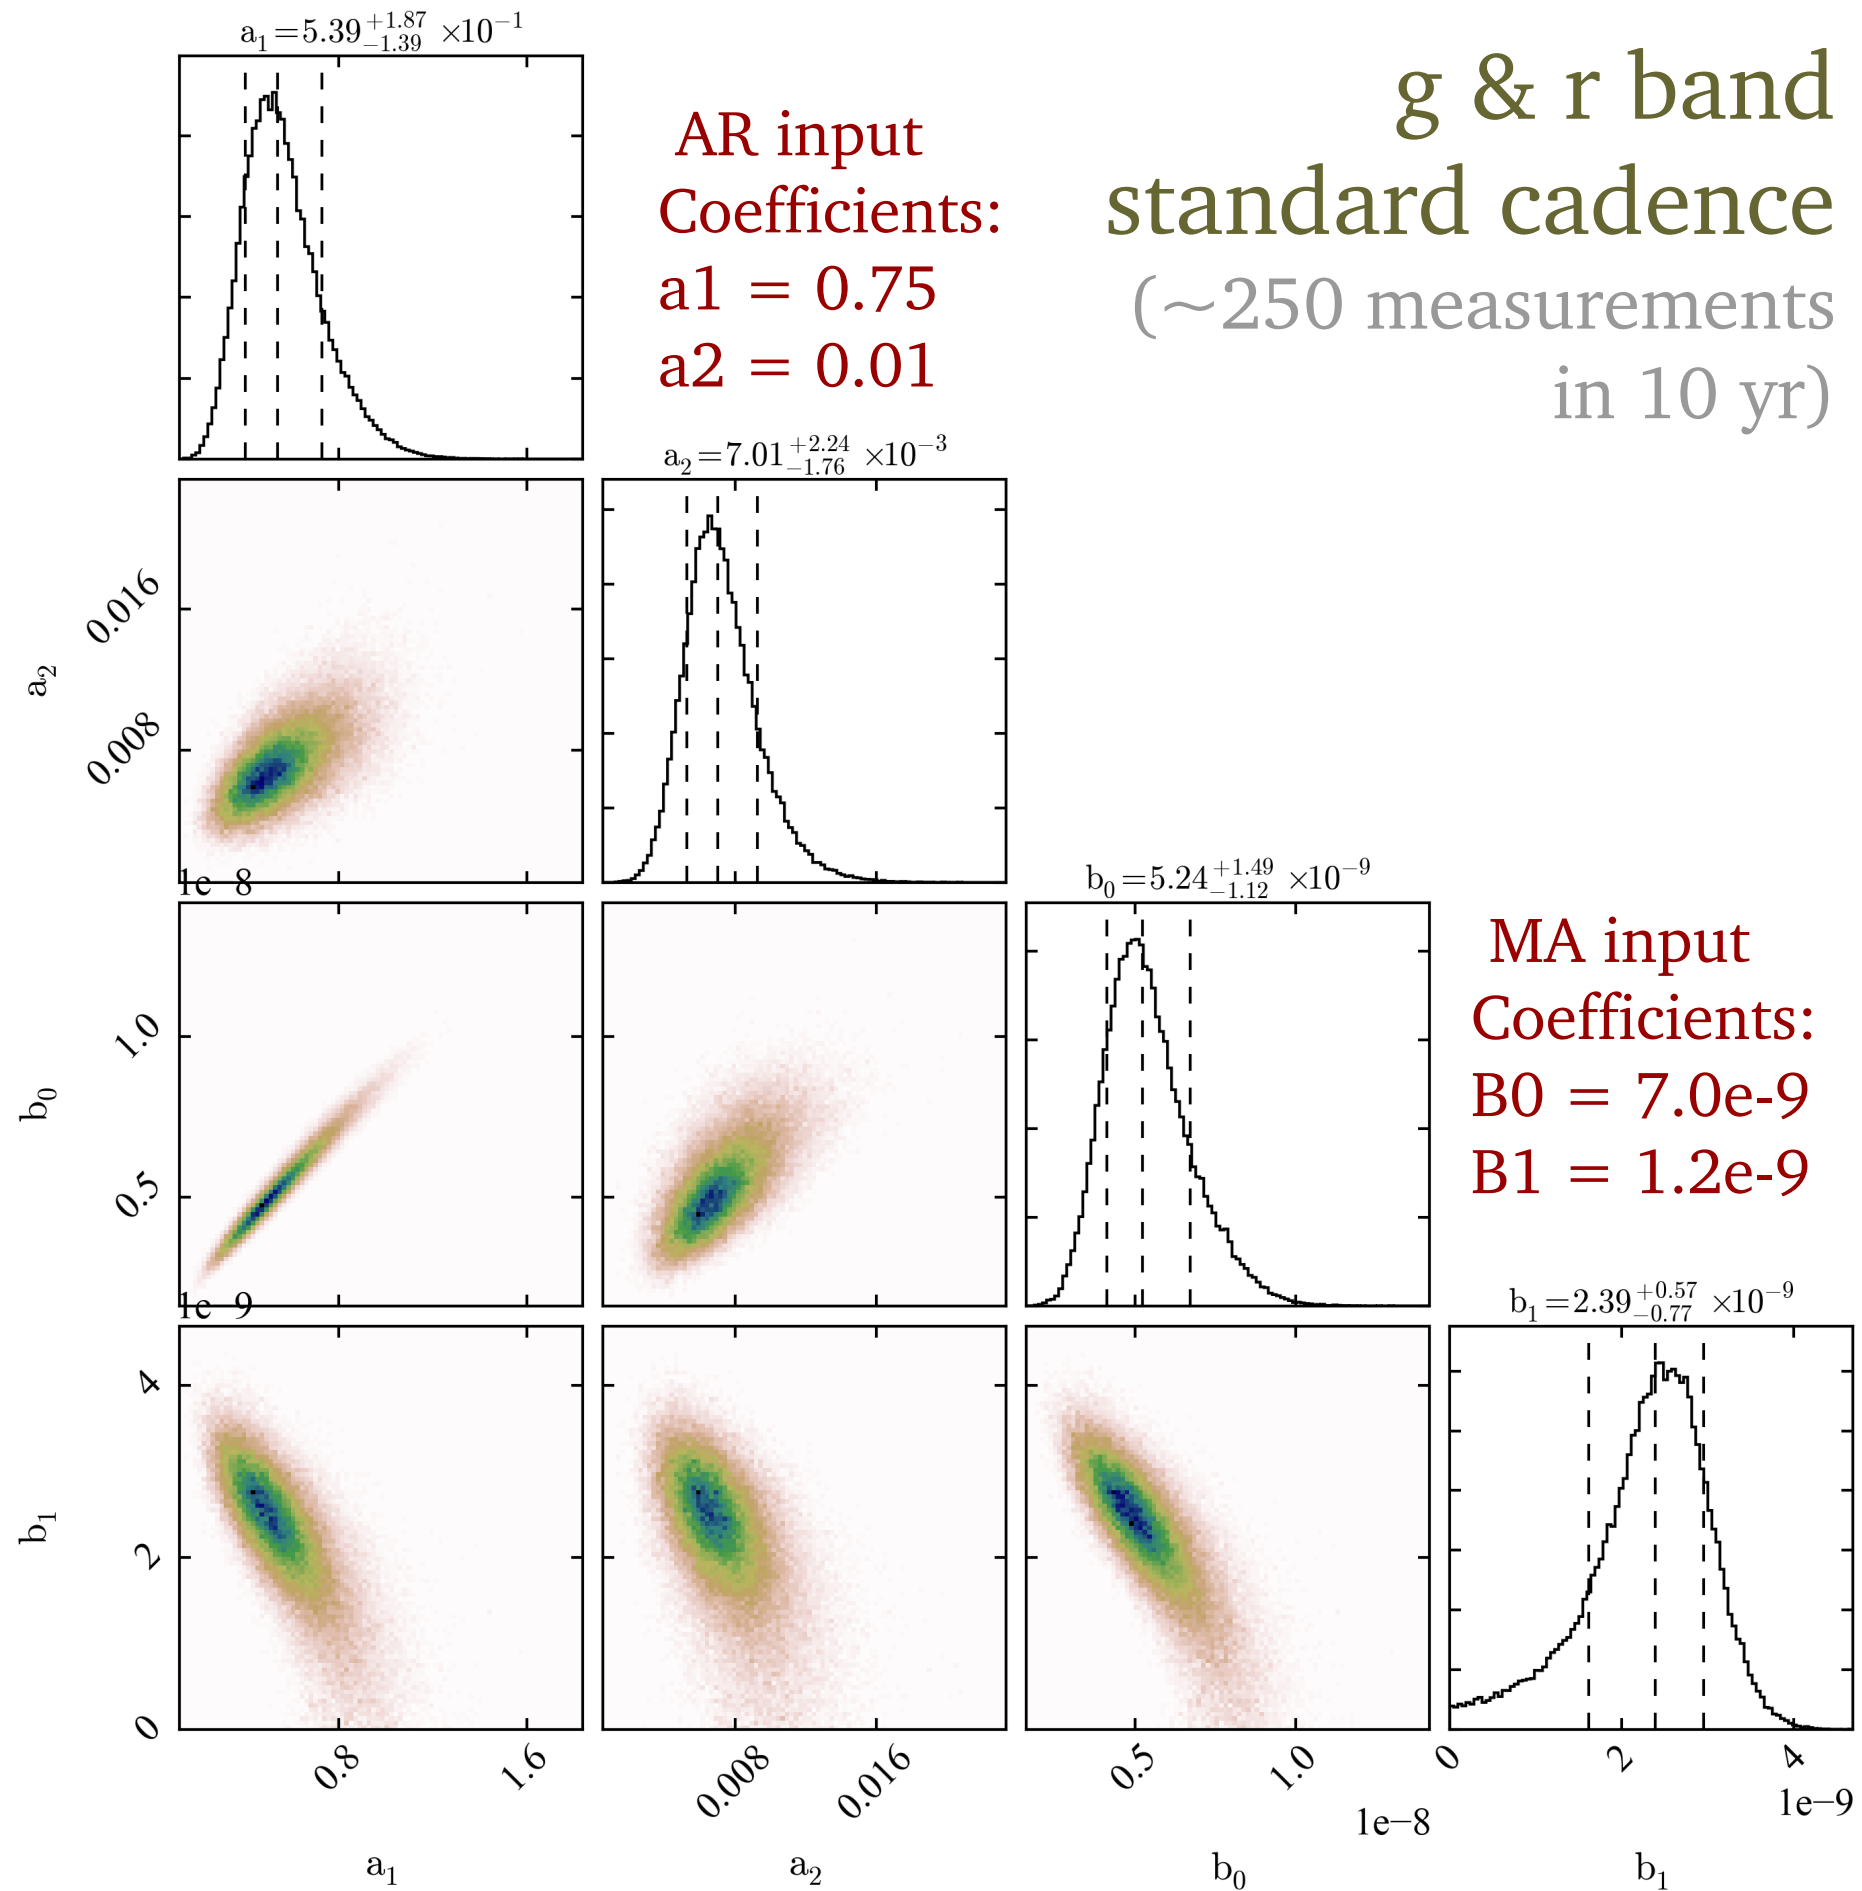 a₁=5.39 +1.87 −1.39 ×10⁻¹
g & r band
standard cadence
(~250 measurements
in 10 yr)
AR input
Coefficients:
a1 = 0.75
a2 = 0.01
a₂=7.01 +2.24 −1.76 ×10⁻³
0.016
a₂
0.008
1e−8
b₀=5.24 +1.49 −1.12 ×10⁻⁹
MA input
Coefficients:
B0 = 7.0e-9
B1 = 1.2e-9
1.0
b₀
0.5
1e−9
b₁=2.39 +0.57 −0.77 ×10⁻⁹
4
b₁
2
0
0.8 1.6 0.008 0.016 0.5 1.0 0 2 4
1e−8 1e−9
a₁ a₂ b₀ b₁